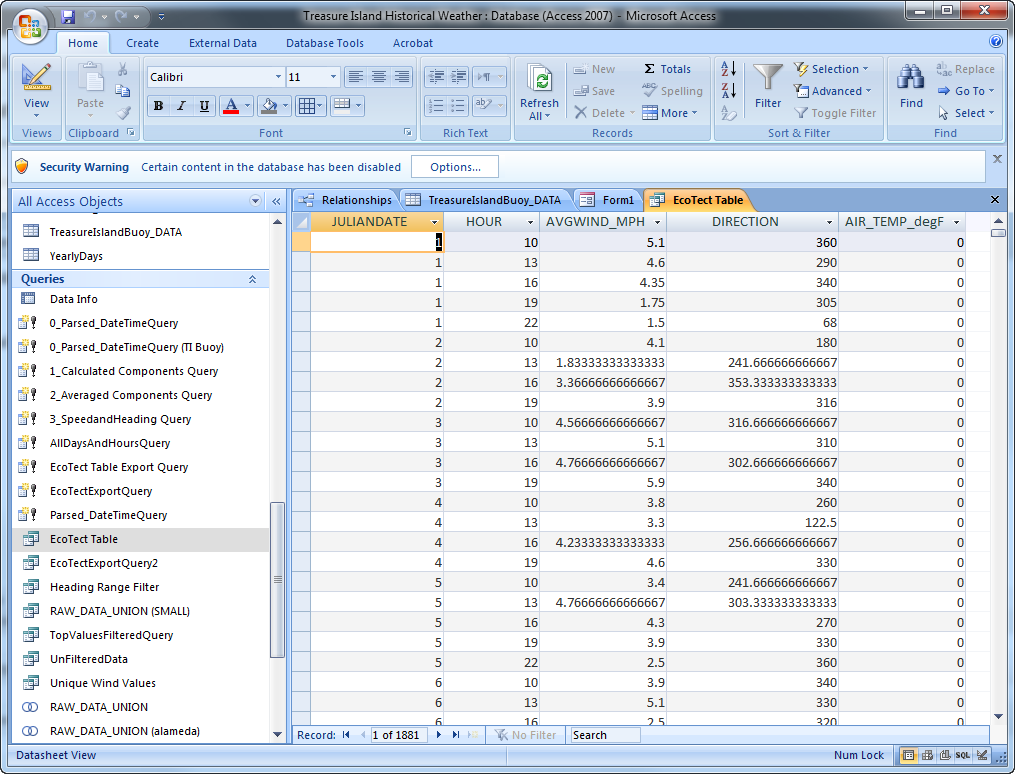 Treasure Island Historical Weather : Database (Access 2007) - Microsoft Access
Home Create External Data Database Tools Acrobat
View
Views
Paste
Clipboard
Calibri 11
B I U A
Font
Rich Text
Refresh All
New
Save
Delete
Totals
Spelling
More
Records
Filter
Selection
Advanced
Toggle Filter
Sort & Filter
Find
Replace
Go To
Select
Find
Security Warning Certain content in the database has been disabled Options...
All Access Objects
TreasureIslandBuoy_DATA
YearlyDays
Queries
Data Info
0_Parsed_DateTimeQuery
0_Parsed_DateTimeQuery (TI Buoy)
1_Calculated Components Query
2_Averaged Components Query
3_SpeedandHeading Query
AllDaysAndHoursQuery
EcoTect Table Export Query
EcoTectExportQuery
Parsed_DateTimeQuery
EcoTect Table
EcoTectExportQuery2
Heading Range Filter
RAW_DATA_UNION (SMALL)
TopValuesFilteredQuery
UnFilteredData
Unique Wind Values
RAW_DATA_UNION
RAW_DATA_UNION (alameda)
Relationships TreasureIslandBuoy_DATA Form1 EcoTect Table
JULIANDATE HOUR AVGWIND_MPH DIRECTION AIR_TEMP_degF
1 10 5.1 360 0
1 13 4.6 290 0
1 16 4.35 340 0
1 19 1.75 305 0
1 22 1.5 68 0
2 10 4.1 180 0
2 13 1.83333333333333 241.666666666667 0
2 16 3.36666666666667 353.333333333333 0
2 19 3.9 316 0
3 10 4.56666666666667 316.666666666667 0
3 13 5.1 310 0
3 16 4.76666666666667 302.666666666667 0
3 19 5.9 340 0
4 10 3.8 260 0
4 13 3.3 122.5 0
4 16 4.23333333333333 256.666666666667 0
4 19 4.6 330 0
5 10 3.4 241.666666666667 0
5 13 4.76666666666667 303.333333333333 0
5 16 4.3 270 0
5 19 3.9 330 0
5 22 2.5 360 0
6 10 3.9 340 0
6 13 5.1 330 0
6 16 2.5 320 0
Record: 1 of 1881 No Filter Search
Datasheet View Num Lock SQL